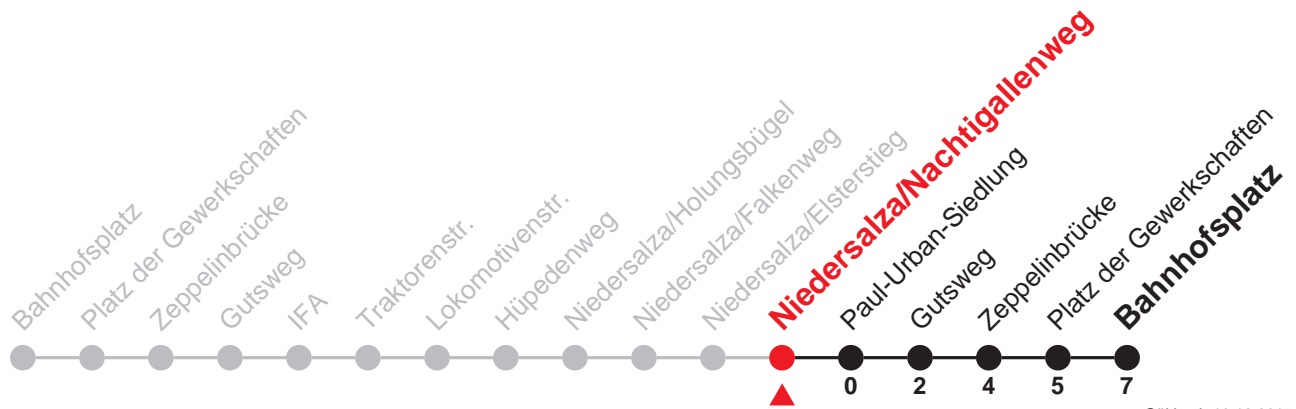 Bahnhofsplatz
Platz der Gewerkschaften
Zeppelinbrücke
Gutsweg
IFA
Traktorenstr.
Lokomotivenstr.
Hüpedenweg
Niedersalza/Holungsbügel
Niedersalza/Falkenweg
Niedersalza/Elsterstieg
Niedersalza/Nachtigallenweg
Paul-Urban-Siedlung
Gutsweg
Zeppelinbrücke
Platz der Gewerkschaften
Bahnhofsplatz
0 2 4 5 7